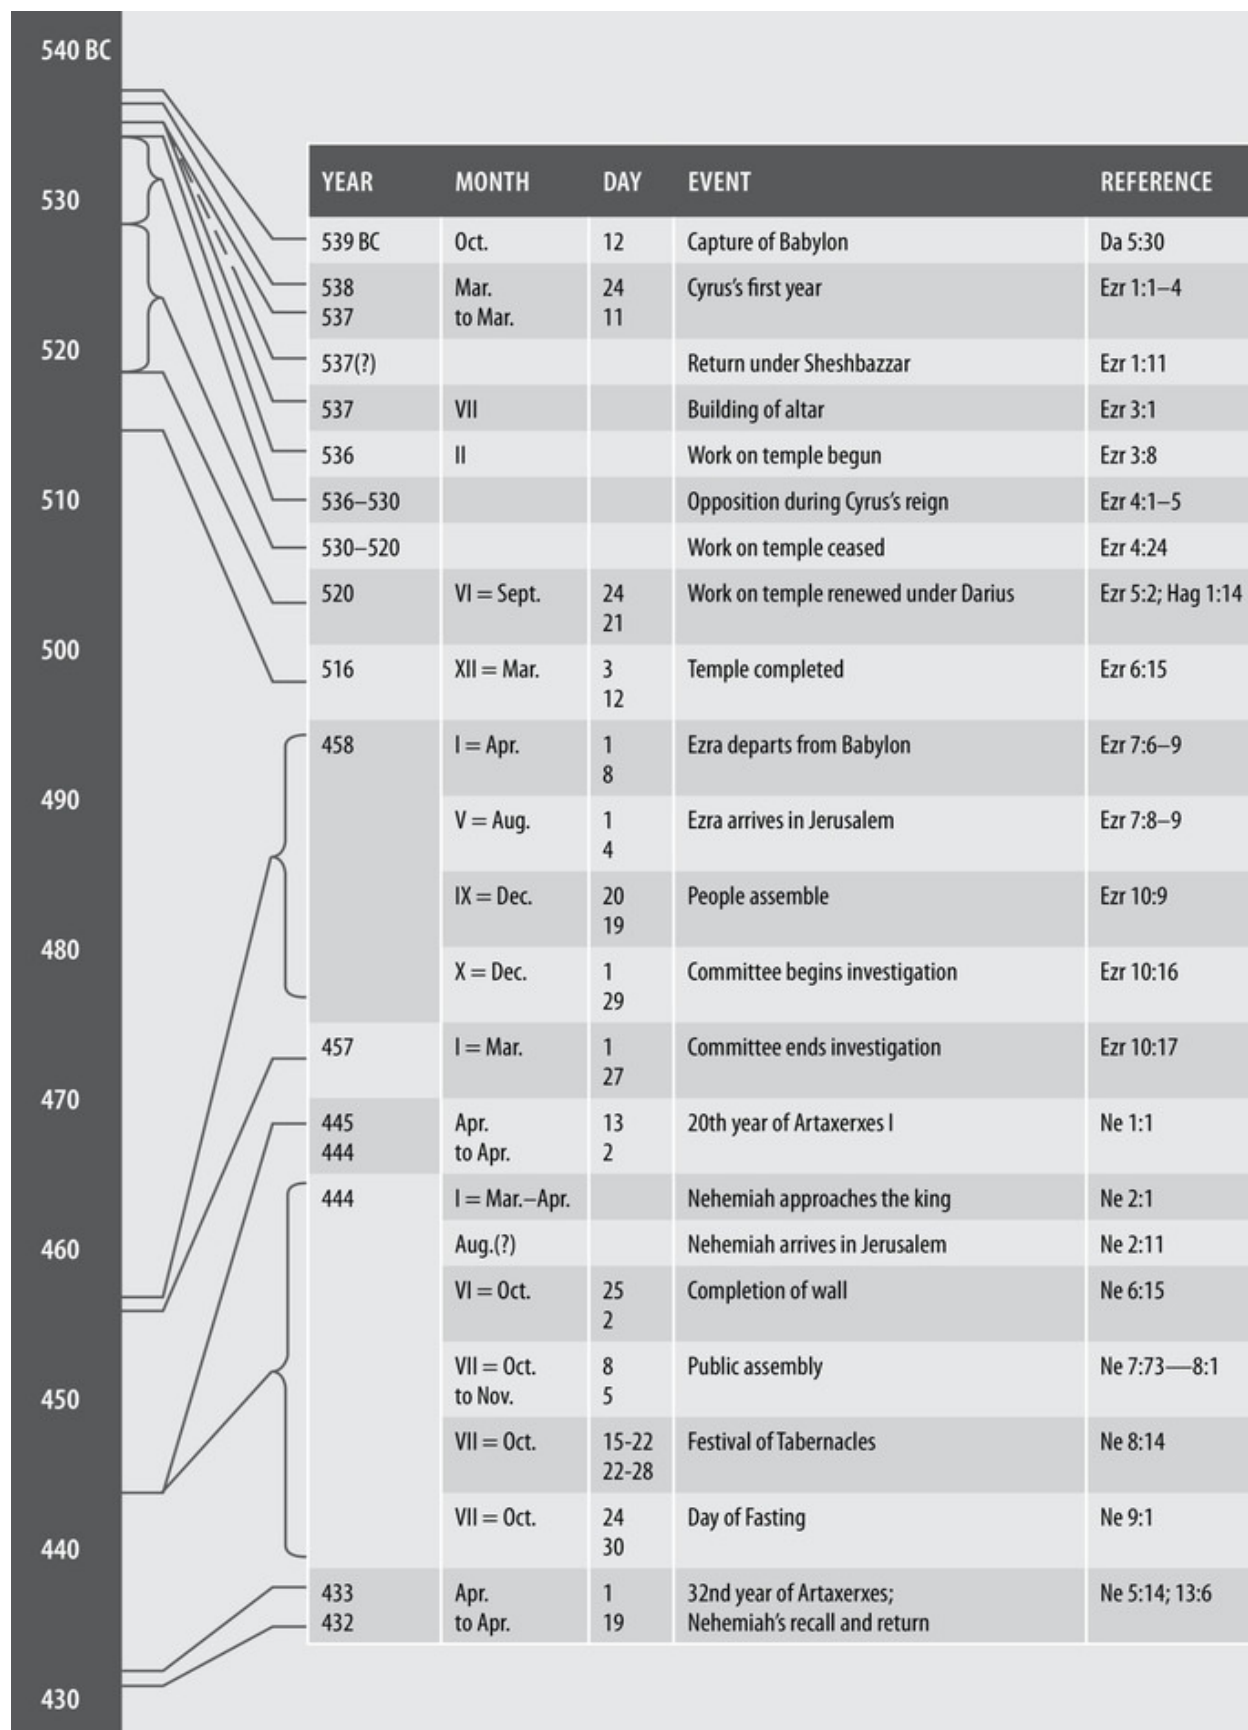 540 BC
530
520
510
500
490
480
470
460
450
440
430
YEAR MONTH DAY EVENT REFERENCE
539 BC Oct. 12 Capture of Babylon Da 5:30
538 Mar. 24 Cyrus's first year Ezr 1:1–4
537 to Mar. 11
537(?) Return under Sheshbazzar Ezr 1:11
537 VII Building of altar Ezr 3:1
536 II Work on temple begun Ezr 3:8
536–530 Opposition during Cyrus's reign Ezr 4:1–5
530–520 Work on temple ceased Ezr 4:24
520 VI = Sept. 24 Work on temple renewed under Darius Ezr 5:2; Hag 1:14
21
516 XII = Mar. 3 Temple completed Ezr 6:15
12
458 I = Apr. 1 Ezra departs from Babylon Ezr 7:6–9
8
V = Aug. 1 Ezra arrives in Jerusalem Ezr 7:8–9
4
IX = Dec. 20 People assemble Ezr 10:9
19
X = Dec. 1 Committee begins investigation Ezr 10:16
29
457 I = Mar. 1 Committee ends investigation Ezr 10:17
27
445 Apr. 13 20th year of Artaxerxes I Ne 1:1
444 to Apr. 2
444 I = Mar.–Apr. Nehemiah approaches the king Ne 2:1
Aug.(?) Nehemiah arrives in Jerusalem Ne 2:11
VI = Oct. 25 Completion of wall Ne 6:15
2
VII = Oct. 8 Public assembly Ne 7:73—8:1
to Nov. 5
VII = Oct. 15-22 Festival of Tabernacles Ne 8:14
22-28
VII = Oct. 24 Day of Fasting Ne 9:1
30
433 Apr. 1 32nd year of Artaxerxes; Ne 5:14; 13:6
432 to Apr. 19 Nehemiah's recall and return